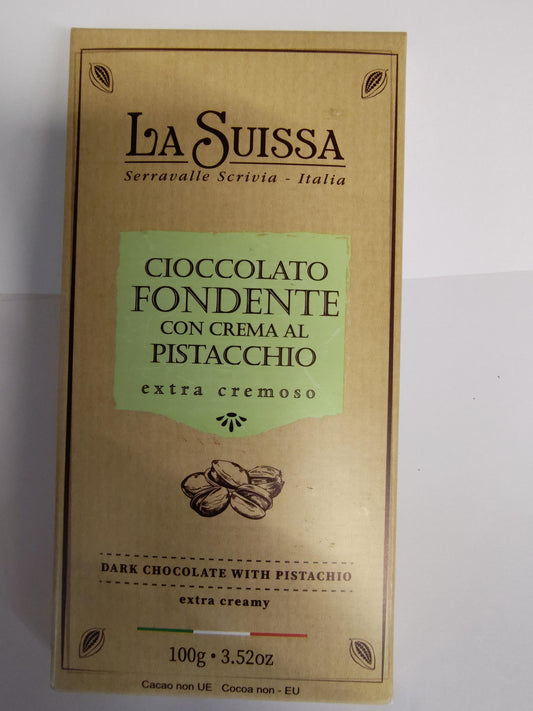 LA SUISSA
Serravalle Scrivia - Italia
CIOCCOLATO
FONDENTE
CON CREMA AL
PISTACCHIO
extra cremoso
DARK CHOCOLATE WITH PISTACHIO
extra creamy
100g • 3.52oz
Cacao non UE Cocoa non - EU